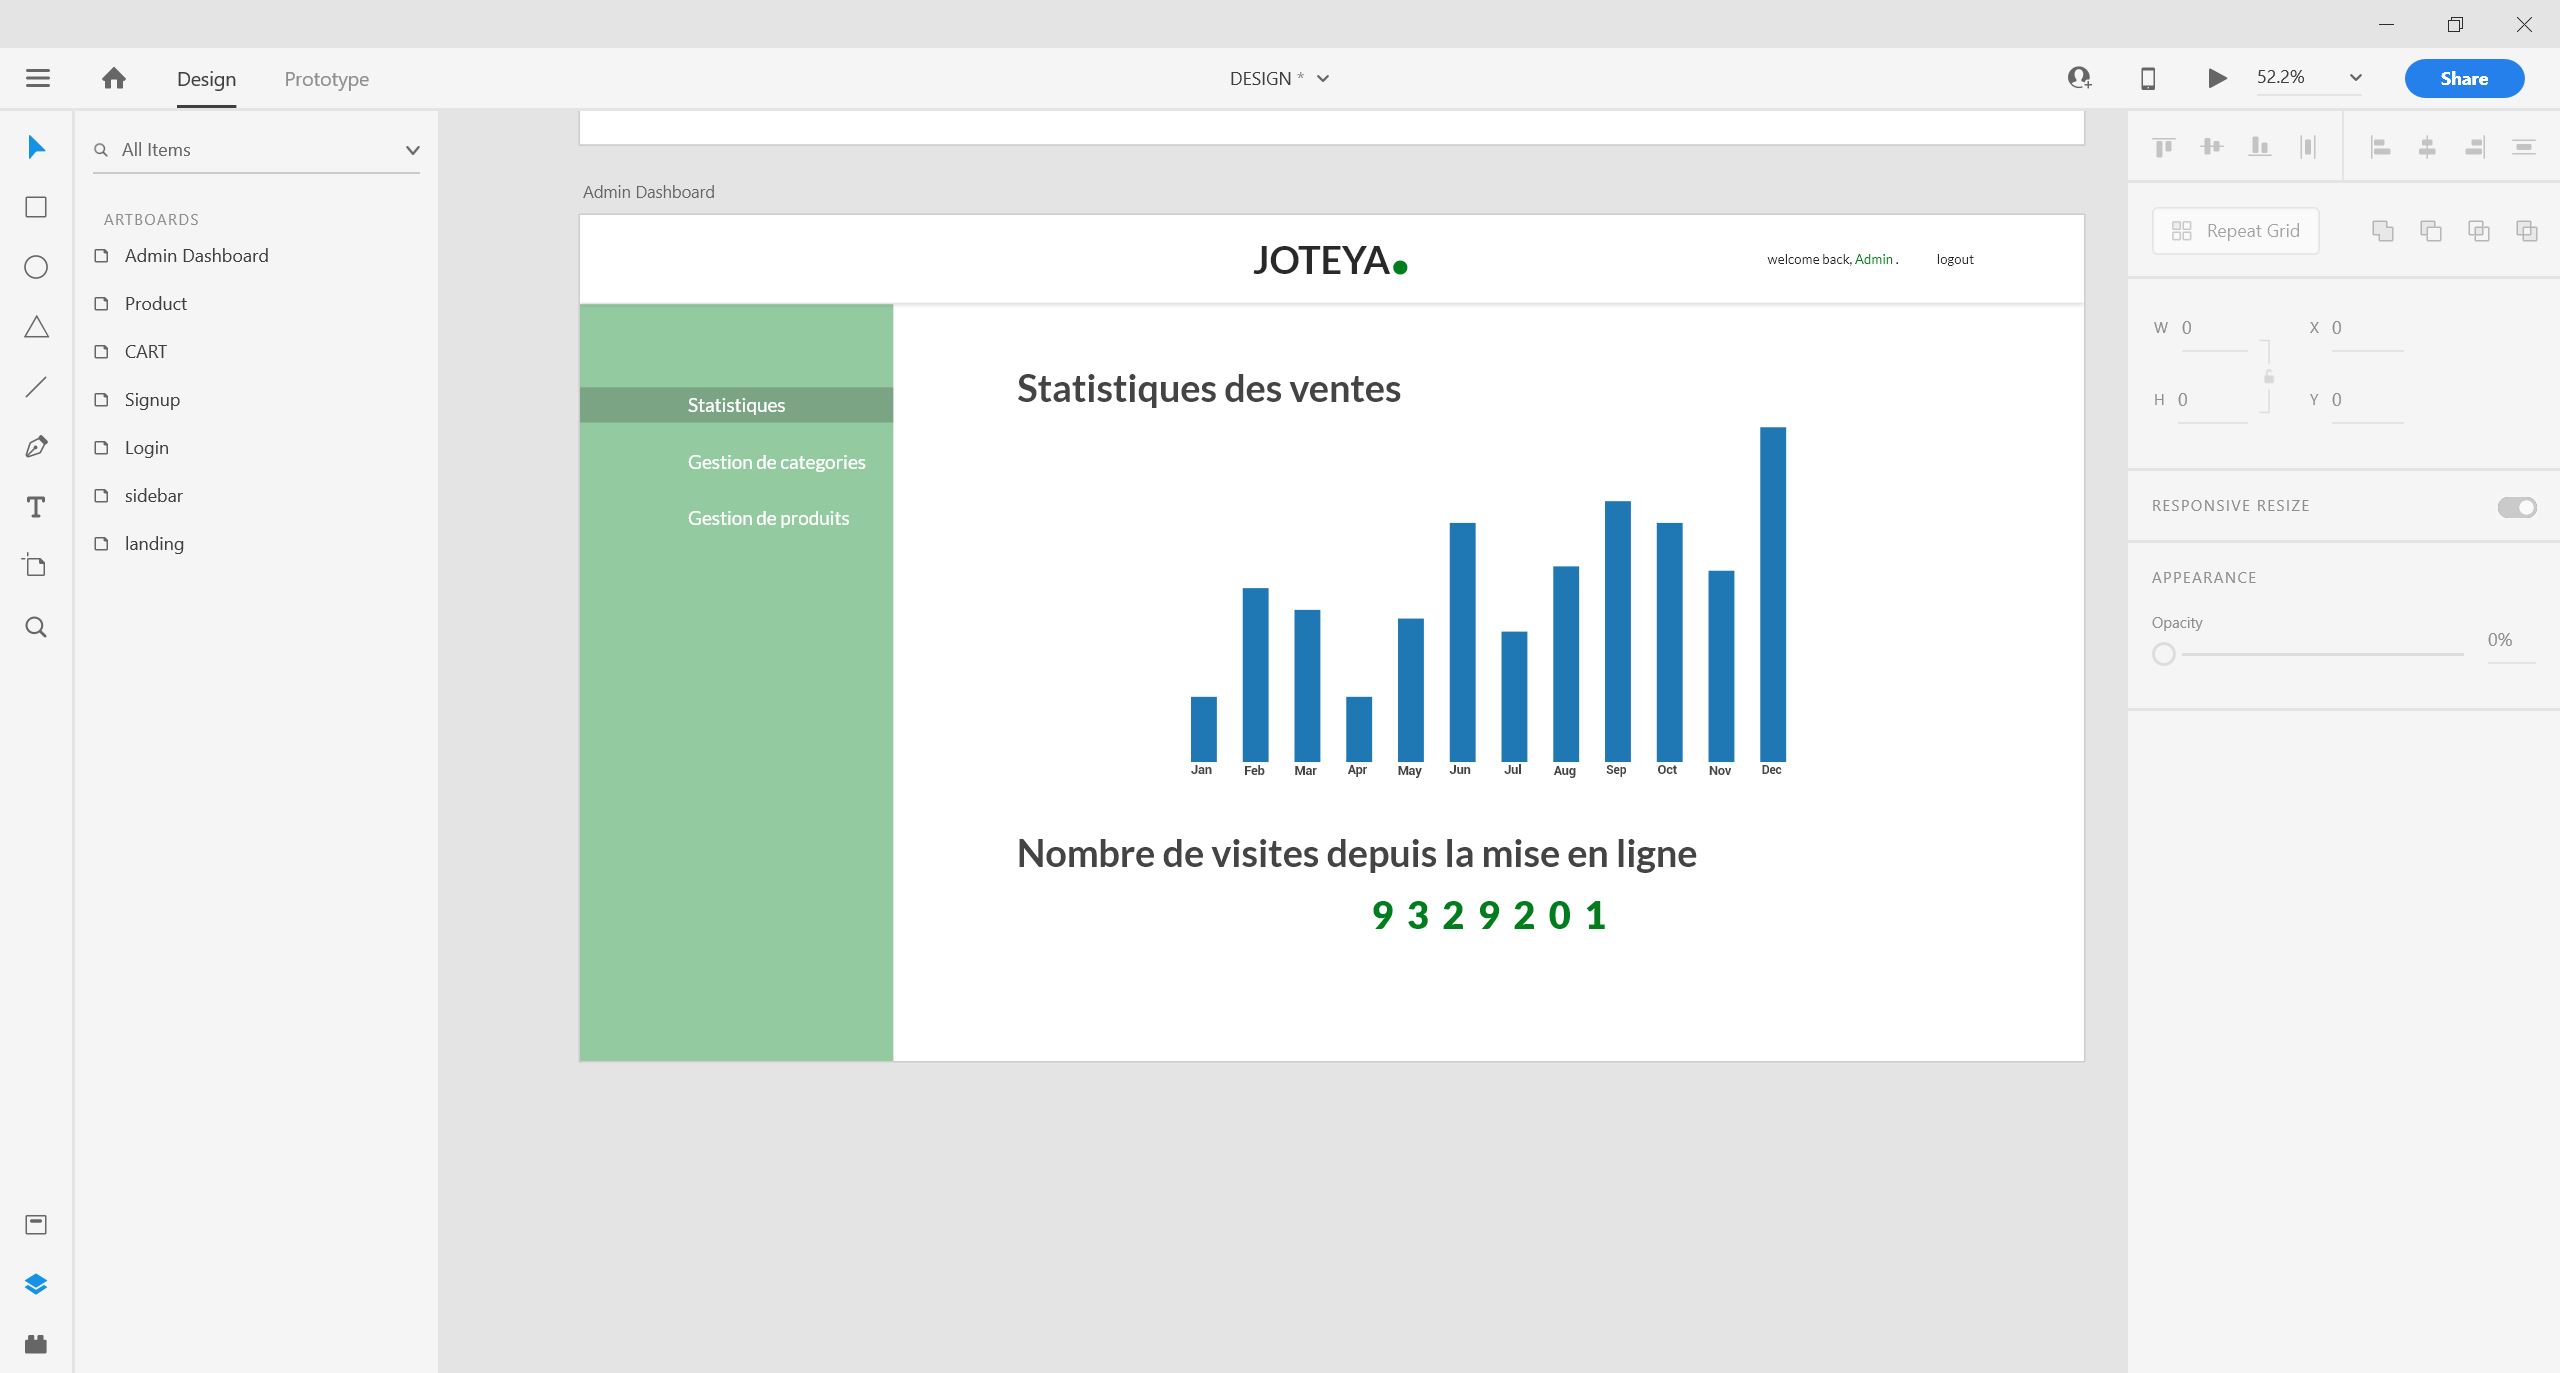 Design
Prototype
DESIGN *
52.2%
Share
All Items
ARTBOARDS
Admin Dashboard
Product
CART
Signup
Login
sidebar
landing
Admin Dashboard
JOTEYA
welcome back, Admin .
logout
Statistiques
Gestion de categories
Gestion de produits
Statistiques des ventes
Jan Feb Mar Apr May Jun Jul Aug Sep Oct Nov Dec
Nombre de visites depuis la mise en ligne
9 3 2 9 2 0 1
Repeat Grid
W 0 X 0
H 0 Y 0
RESPONSIVE RESIZE
APPEARANCE
Opacity
0%